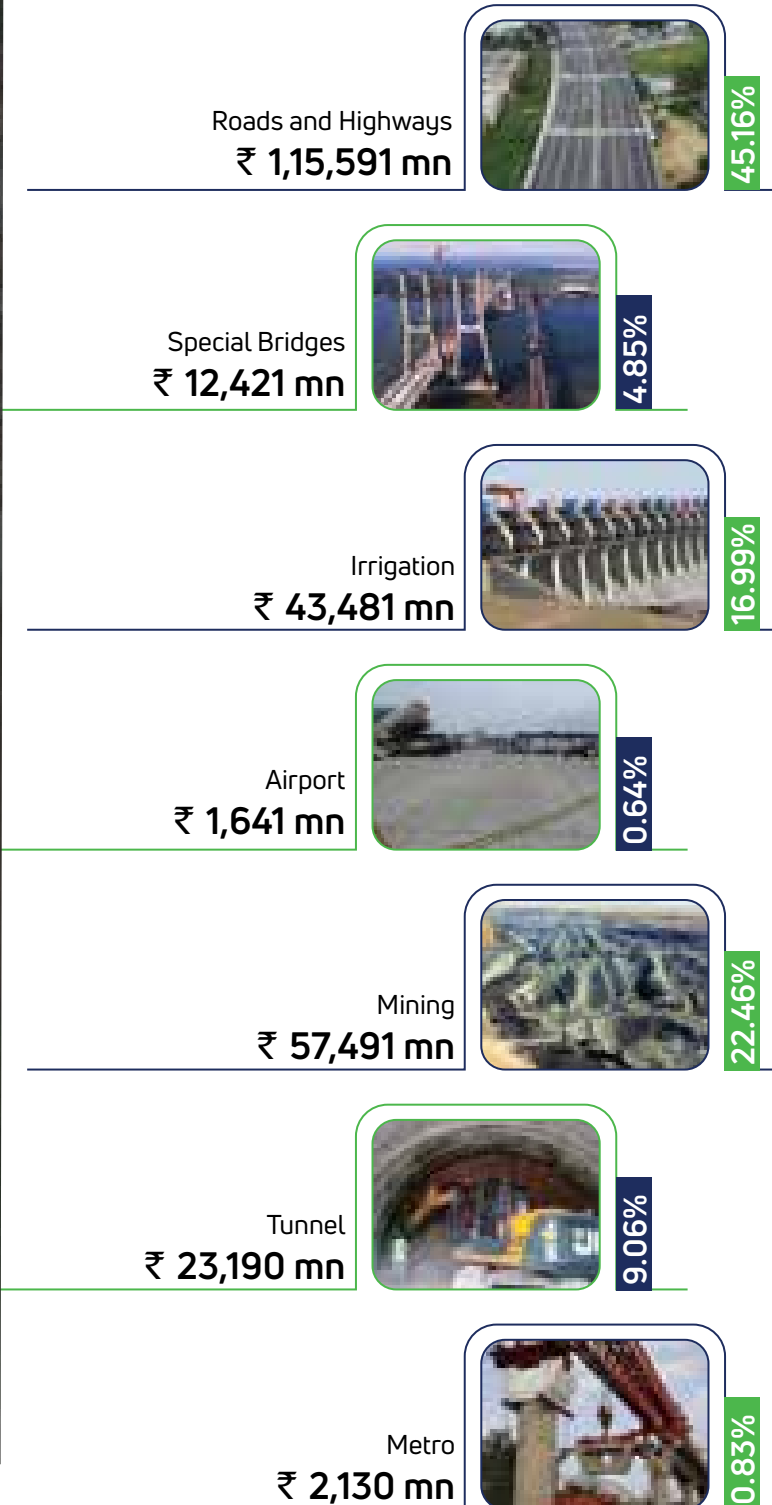 Roads and Highways
₹ 1,15,591 mn
45.16%
Special Bridges
₹ 12,421 mn
4.85%
Irrigation
₹ 43,481 mn
16.99%
Airport
₹ 1,641 mn
0.64%
Mining
₹ 57,491 mn
22.46%
Tunnel
₹ 23,190 mn
9.06%
Metro
₹ 2,130 mn
0.83%